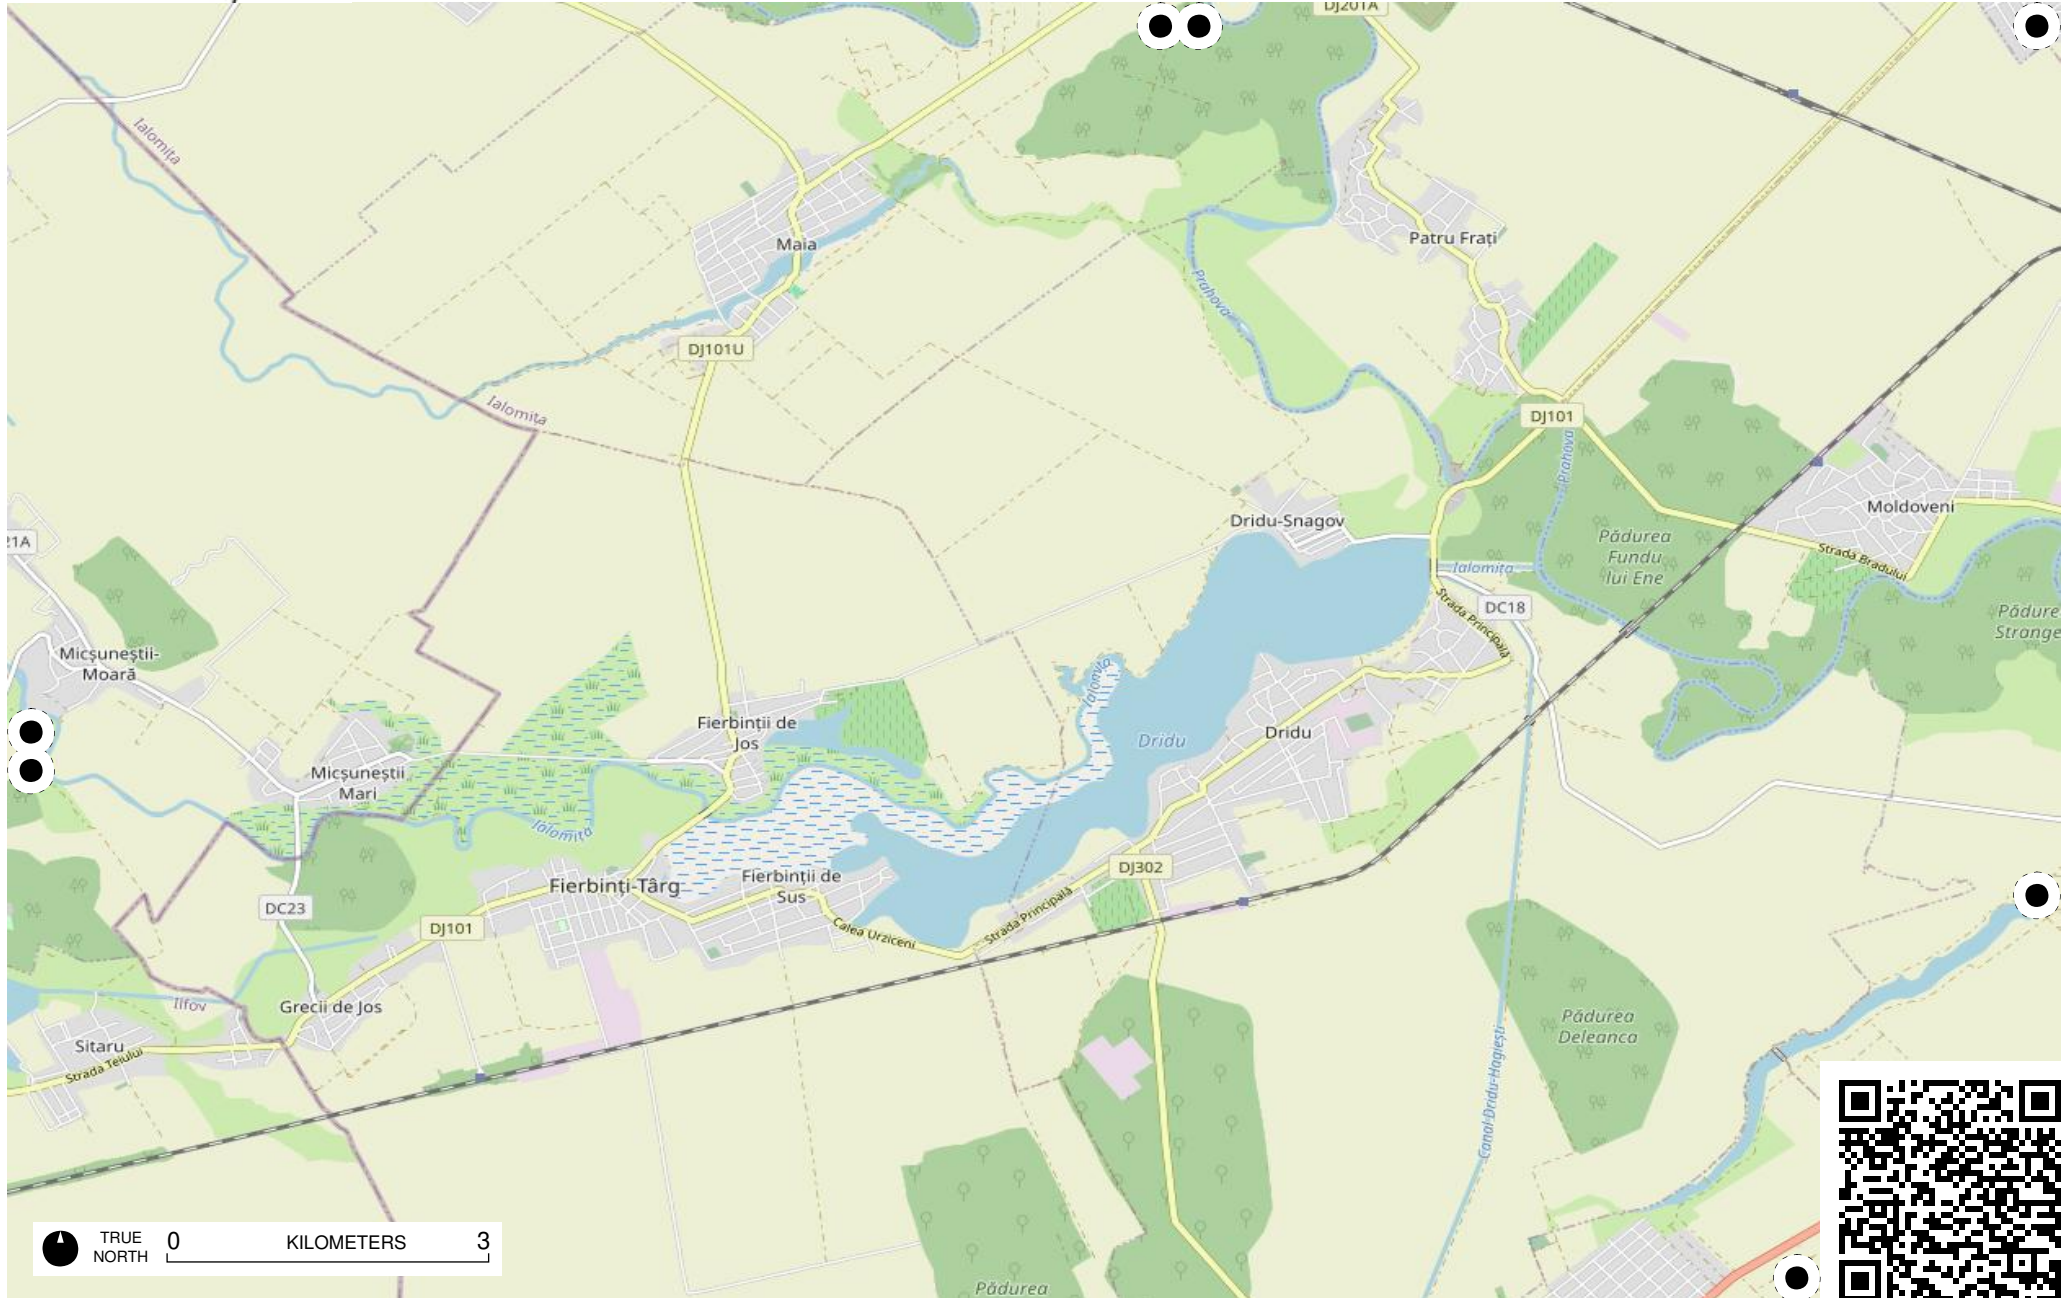 DJ201A
Ialomița
Maia
Patru Frați
Prahova
DJ101U
Ialomița
DJ101
Prahova
Moldoveni
Dridu-Snagov
21A
Pădurea
Fundu
lui Ene
Strada Bradului
Ialomița
DC18
Strada Principală
Pădure
Strange
Micșuneștii-
Moară
Ialomița
Fierbinții de
Jos
Dridu
Dridu
Micșuneștii
Mari
Ialomița
DJ302
Fierbinți-Târg
Fierbinții de
Sus
DC23
DJ101
Calea Urziceni
Strada Principală
Ilfov
Grecii de Jos
Sitaru
Strada Teiului
Pădurea
Deleanca
Canal Dridu-Hagiești
TRUE
NORTH
0 KILOMETERS 3
Pădurea